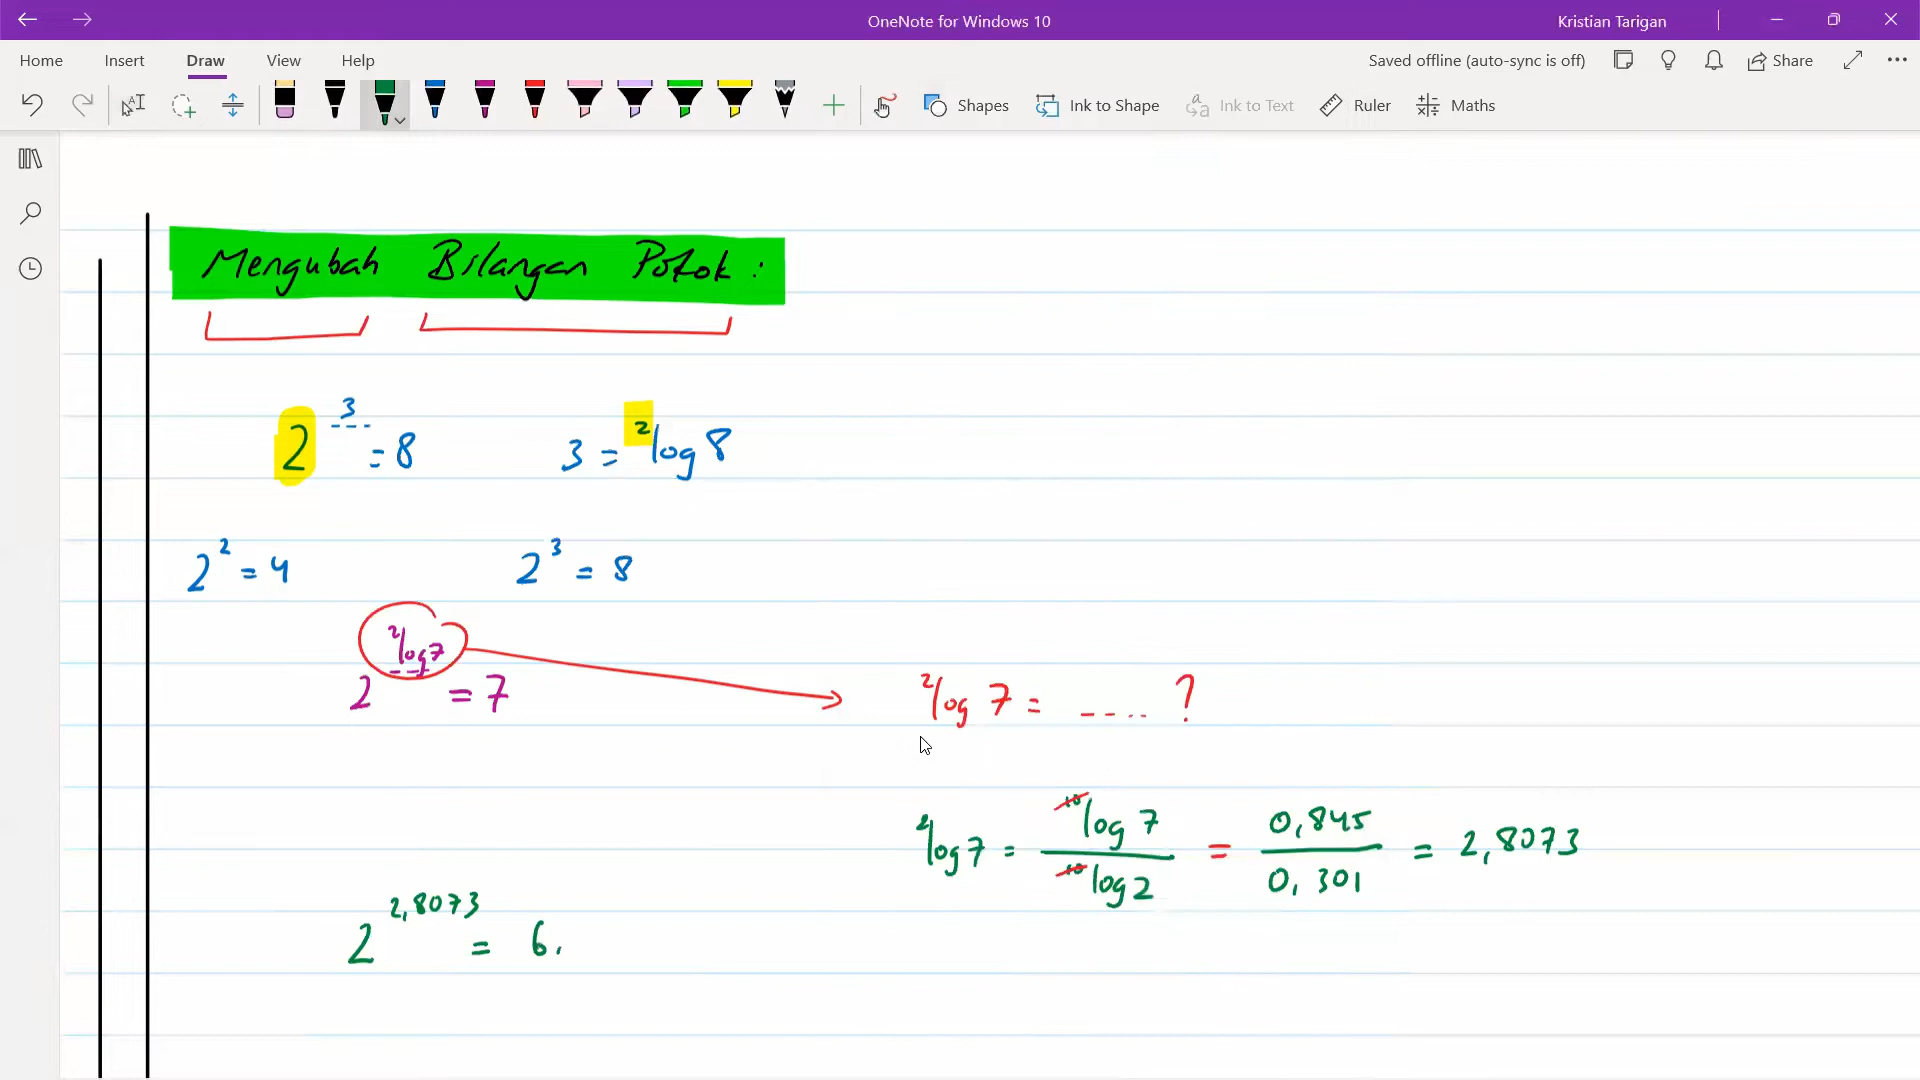 OneNote for Windows 10
Kristian Tarigan
Home Insert Draw View Help
Saved offline (auto-sync is off) Share
Shapes Ink to Shape Ink to Text Ruler Maths
Mengubah Bilangan Pokok :
2 ³ = 8 3 = ²log 8
2² = 4 2³ = 8
2 ^ ²log 7 = 7
²log 7 = ---- ?
²log 7 = ¹⁰log 7 / ¹⁰log 2 = 0,845 / 0,301 = 2,8073
2 ^ 2,8073 = 6,